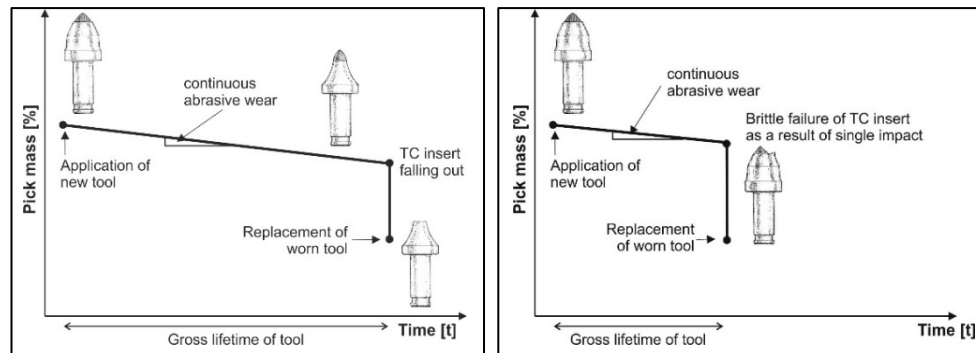 Pick mass [%]
continuous
abrasive wear
Application of
new tool
TC insert
falling out
Replacement of
worn tool
Time [t]
Gross lifetime of tool
Pick mass [%]
continuous
abrasive wear
Brittle failure of TC insert
as a result of single impact
Application of
new tool
Replacement
of worn tool
Time [t]
Gross lifetime of tool